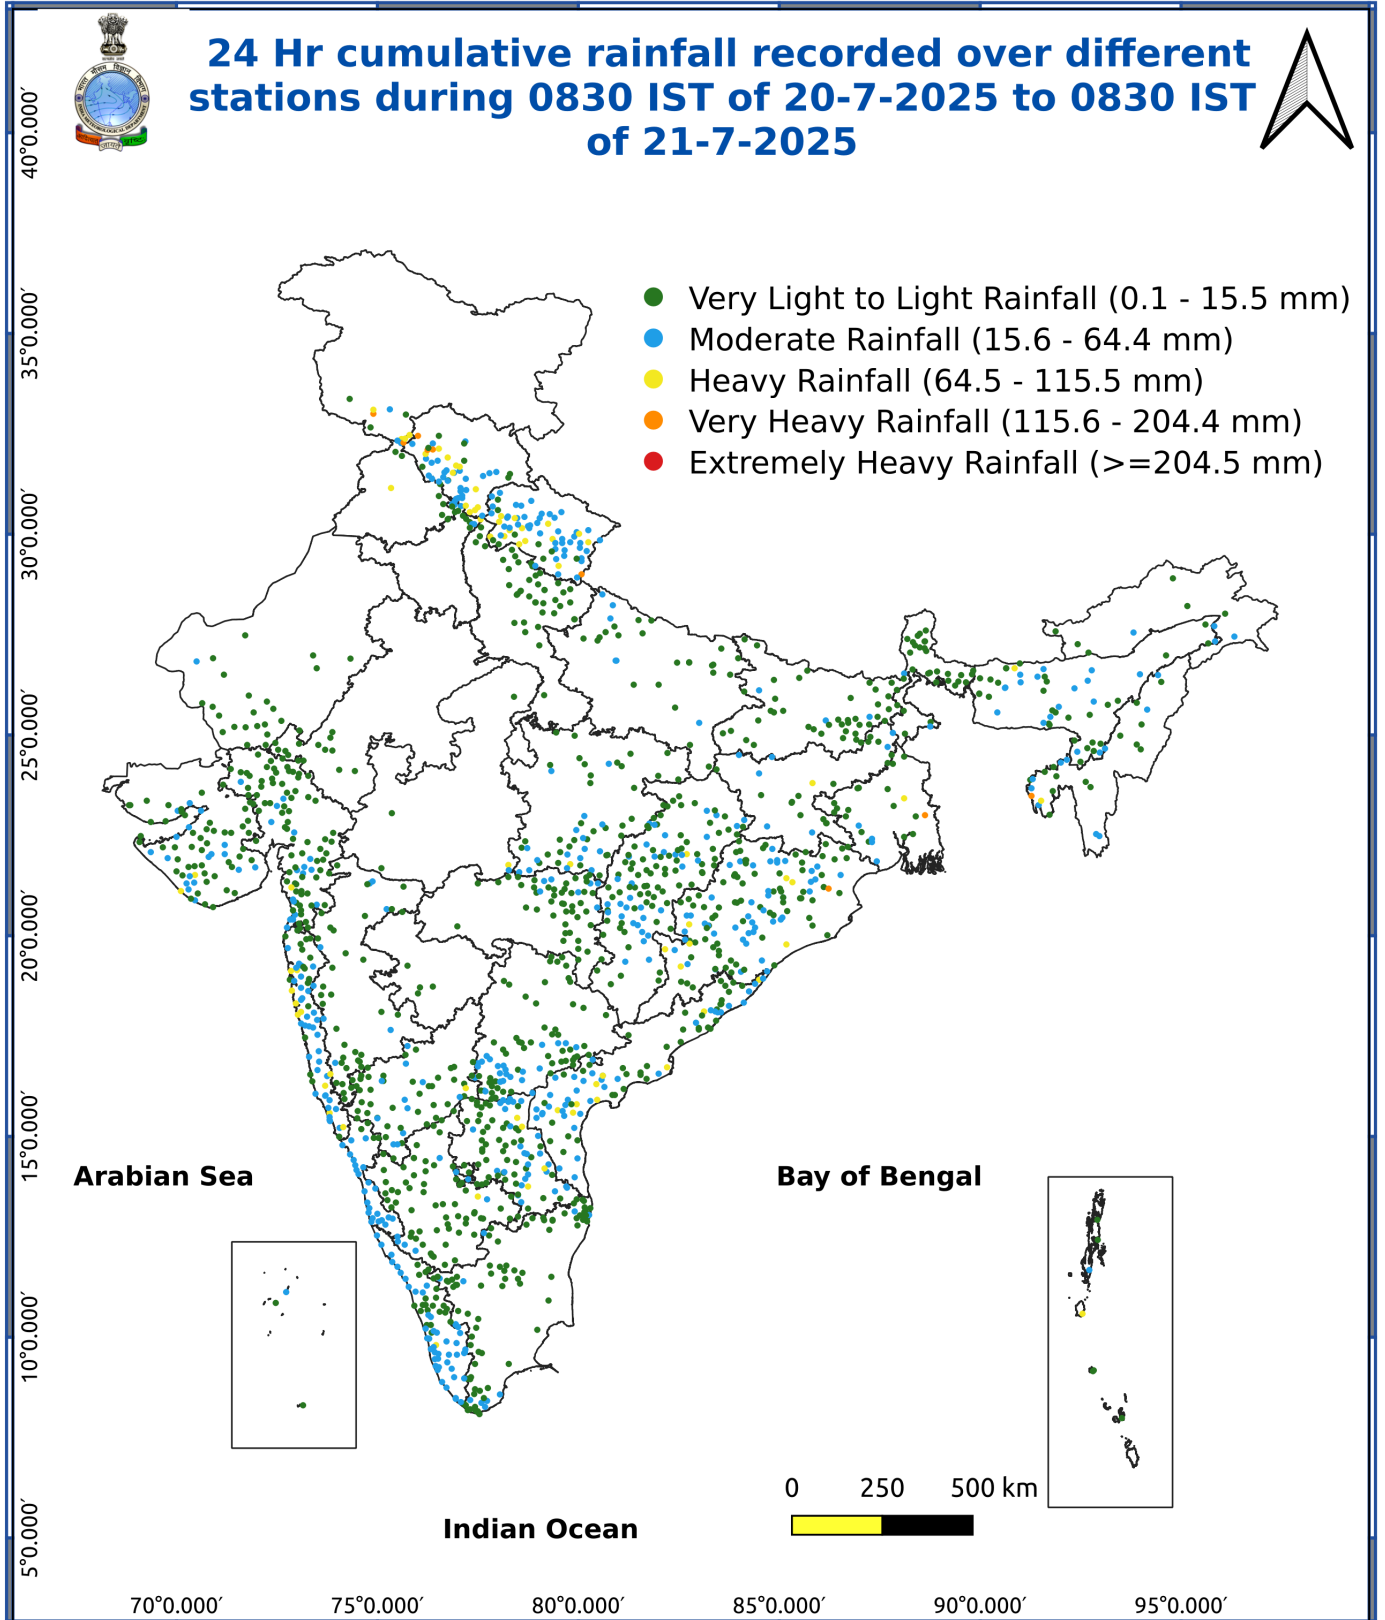 24 Hr cumulative rainfall recorded over different
stations during 0830 IST of 20-7-2025 to 0830 IST
of 21-7-2025
Very Light to Light Rainfall (0.1 - 15.5 mm)
Moderate Rainfall (15.6 - 64.4 mm)
Heavy Rainfall (64.5 - 115.5 mm)
Very Heavy Rainfall (115.6 - 204.4 mm)
Extremely Heavy Rainfall (>=204.5 mm)
40°0.000′
35°0.000′
30°0.000′
25°0.000′
20°0.000′
15°0.000′
10°0.000′
5°0.000′
Arabian Sea
Bay of Bengal
Indian Ocean
0 250 500 km
70°0.000′ 75°0.000′ 80°0.000′ 85°0.000′ 90°0.000′ 95°0.000′